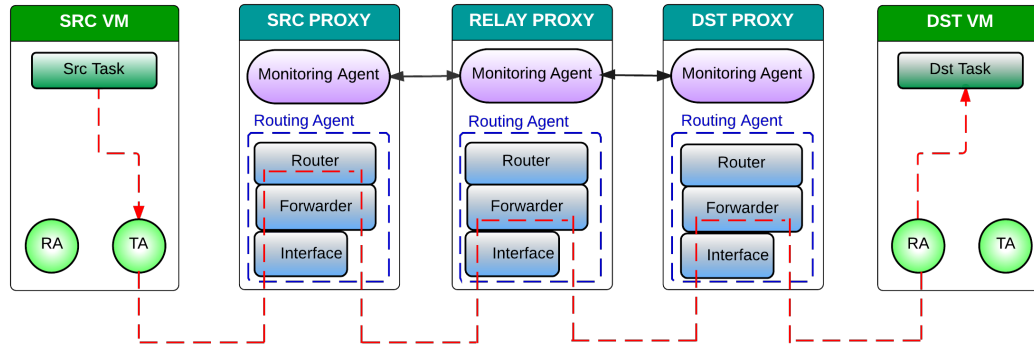 SRC VM
Src Task
RA
TA
SRC PROXY
Monitoring Agent
Routing Agent
Router
Forwarder
Interface
RELAY PROXY
Monitoring Agent
Routing Agent
Router
Forwarder
Interface
DST PROXY
Monitoring Agent
Routing Agent
Router
Forwarder
Interface
DST VM
Dst Task
RA
TA